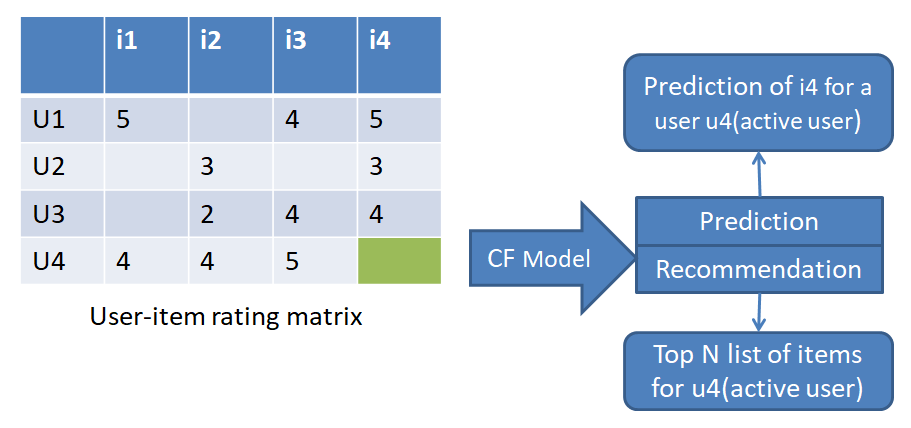 i1 i2 i3 i4
U1 5 4 5
U2 3 3
U3 2 4 4
U4 4 4 5
User-item rating matrix
CF Model
Prediction of i4 for a
user u4(active user)
Prediction
Recommendation
Top N list of items
for u4(active user)